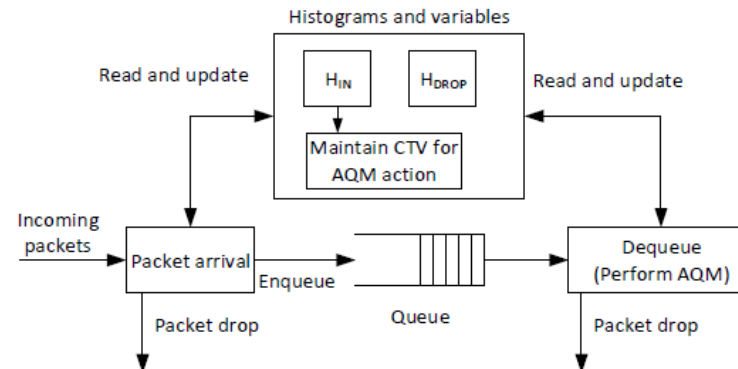 Histograms and variables
Read and update
H_IN
H_DROP
Read and update
Maintain CTV for
AQM action
Incoming
packets
Packet arrival
Enqueue
Queue
Dequeue
(Perform AQM)
Packet drop
Packet drop